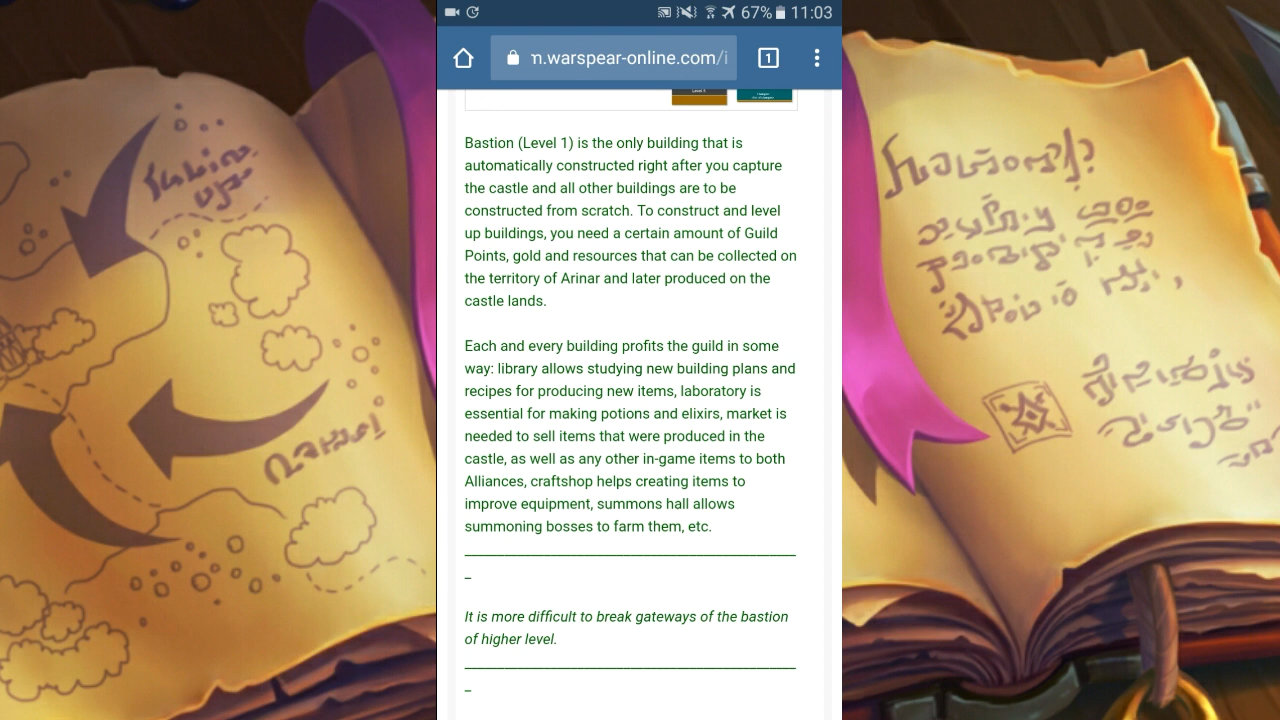 67% 11:03
1
n.warspear-online.com/i
Level 5
Bastion (Level 1) is the only building that is
automatically constructed right after you capture
the castle and all other buildings are to be
constructed from scratch. To construct and level
up buildings, you need a certain amount of Guild
Points, gold and resources that can be collected on
the territory of Arinar and later produced on the
castle lands.
Each and every building profits the guild in some
way: library allows studying new building plans and
recipes for producing new items, laboratory is
essential for making potions and elixirs, market is
needed to sell items that were produced in the
castle, as well as any other in-game items to both
Alliances, craftshop helps creating items to
improve equipment, summons hall allows
summoning bosses to farm them, etc.
It is more difficult to break gateways of the bastion
of higher level.